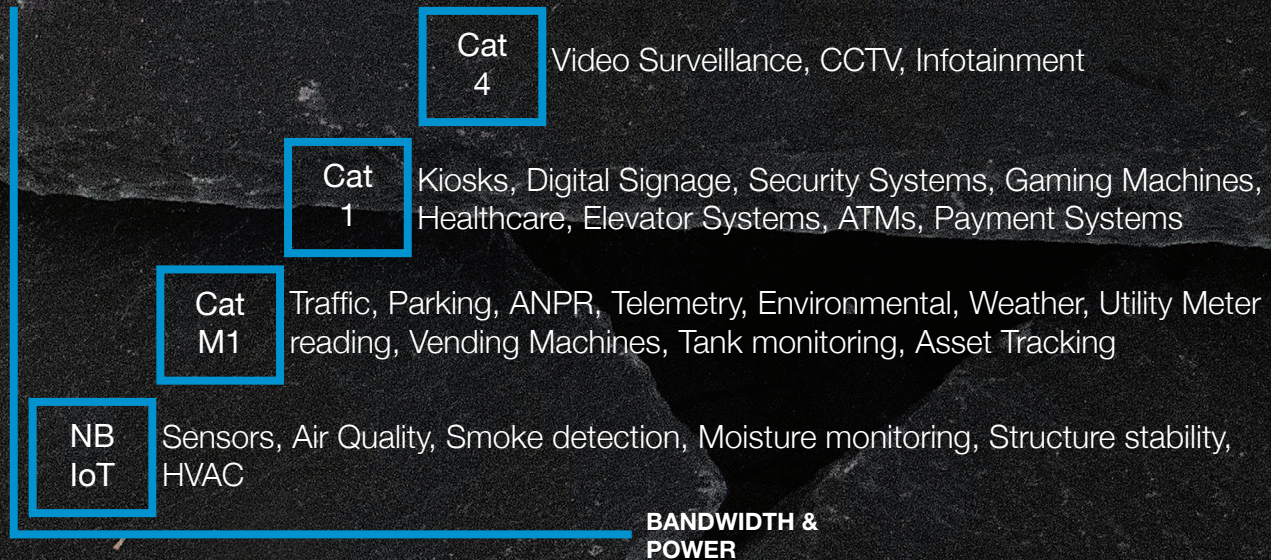 Cat
4
Video Surveillance, CCTV, Infotainment
Cat
1
Kiosks, Digital Signage, Security Systems, Gaming Machines,
Healthcare, Elevator Systems, ATMs, Payment Systems
Cat
M1
Traffic, Parking, ANPR, Telemetry, Environmental, Weather, Utility Meter
reading, Vending Machines, Tank monitoring, Asset Tracking
NB
IoT
Sensors, Air Quality, Smoke detection, Moisture monitoring, Structure stability,
HVAC
BANDWIDTH &
POWER